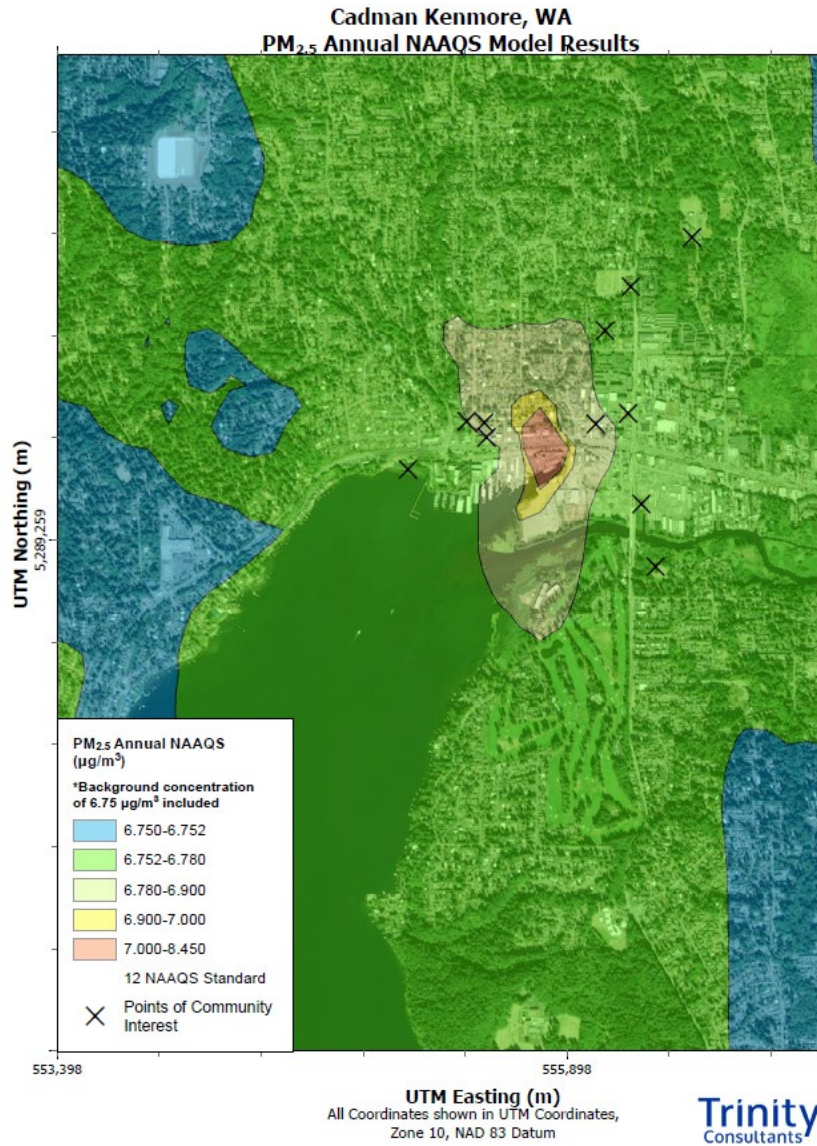 Cadman Kenmore, WA
PM2.5 Annual NAAQS Model Results
UTM Northing (m)
5,289,259
PM2.5 Annual NAAQS
(µg/m³)
*Background concentration
of 6.75 µg/m³ included
6.750-6.752
6.752-6.780
6.780-6.900
6.900-7.000
7.000-8.450
12 NAAQS Standard
Points of Community
Interest
553,398
555,898
UTM Easting (m)
All Coordinates shown in UTM Coordinates,
Zone 10, NAD 83 Datum
Trinity
Consultants